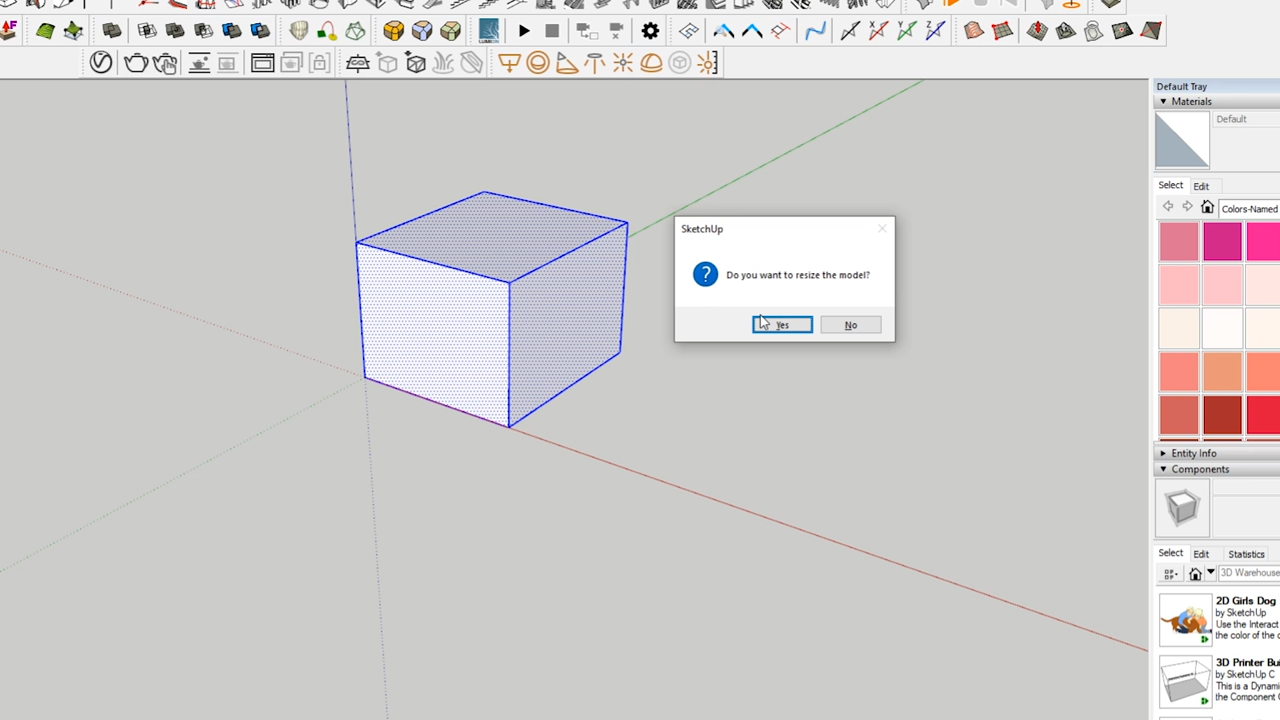 LUMION
Default Tray
Materials
Default
Select Edit
Colors-Named
SketchUp
Do you want to resize the model?
Yes No
Entity Info
Components
Select Edit Statistics
3D Warehouse
2D Girls Dog
by SketchUp
Use the Interact
the color of the
3D Printer
by SketchUp C
This is a Dynami
the Component